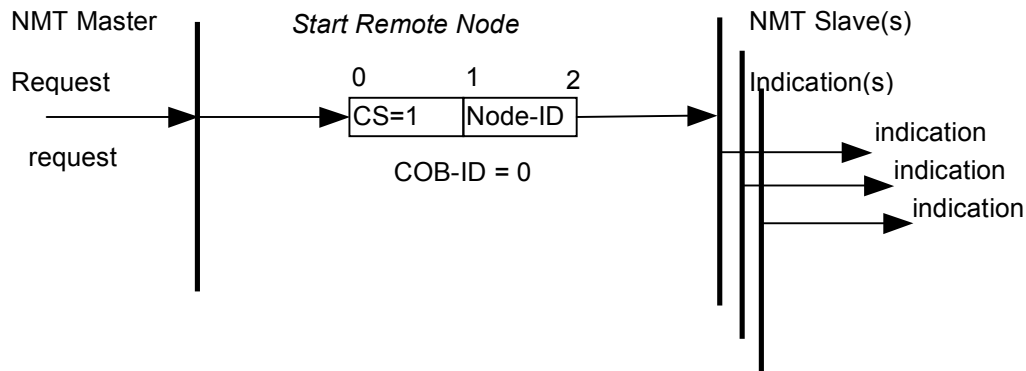 NMT Master
Start Remote Node
NMT Slave(s)
Request
0 1 2
Indication(s)
CS=1 Node-ID
request
indication
COB-ID = 0
indication
indication